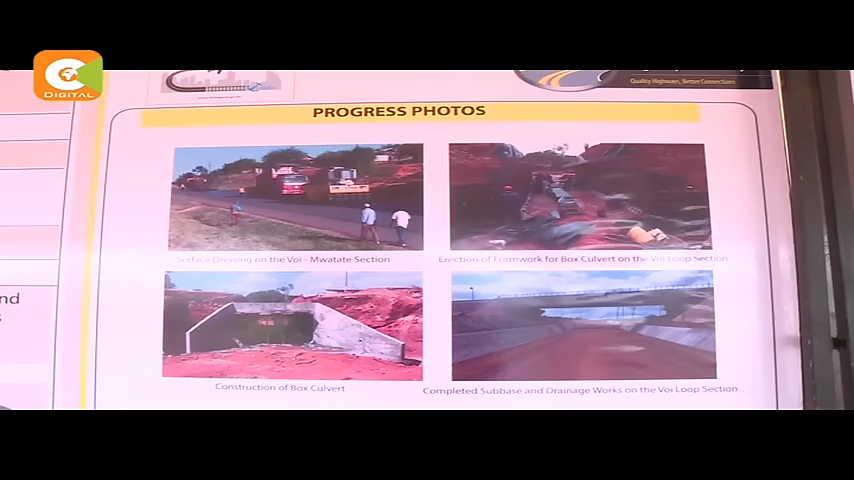 C
DIGITAL
Quality Highways, Better Connections
PROGRESS PHOTOS
Surface Dressing on the Voi - Mwatate Section
Erection of Formwork for Box Culvert on the Voi Loop Section
Construction of Box Culvert
Completed Subbase and Drainage Works on the Voi Loop Section